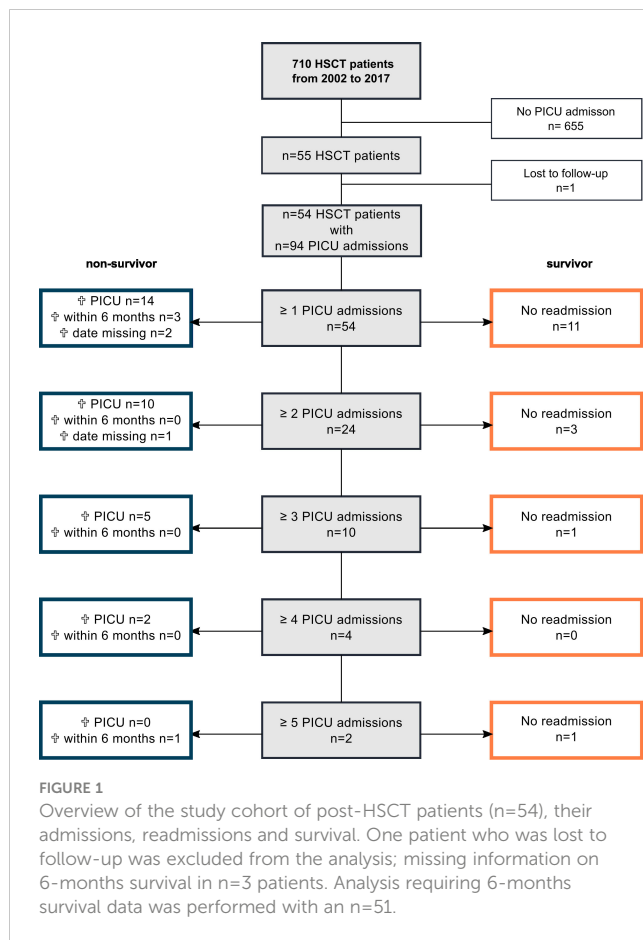 710 HSCT patients
from 2002 to 2017
No PICU admisson
n= 655
n=55 HSCT patients
Lost to follow-up
n=1
n=54 HSCT patients
with
n=94 PICU admissions
non-survivor
survivor
✞ PICU n=14
✞ within 6 months n=3
✞ date missing n=2
≥ 1 PICU admissions
n=54
No readmission
n=11
✞ PICU n=10
✞ within 6 months n=0
✞ date missing n=1
≥ 2 PICU admissions
n=24
No readmission
n=3
✞ PICU n=5
✞ within 6 months n=0
≥ 3 PICU admissions
n=10
No readmission
n=1
✞ PICU n=2
✞ within 6 months n=0
≥ 4 PICU admissions
n=4
No readmission
n=0
✞ PICU n=0
✞ within 6 months n=1
≥ 5 PICU admissions
n=2
No readmission
n=1
FIGURE 1
Overview of the study cohort of post-HSCT patients (n=54), their
admissions, readmissions and survival. One patient who was lost to
follow-up was excluded from the analysis; missing information on
6-months survival in n=3 patients. Analysis requiring 6-months
survival data was performed with an n=51.